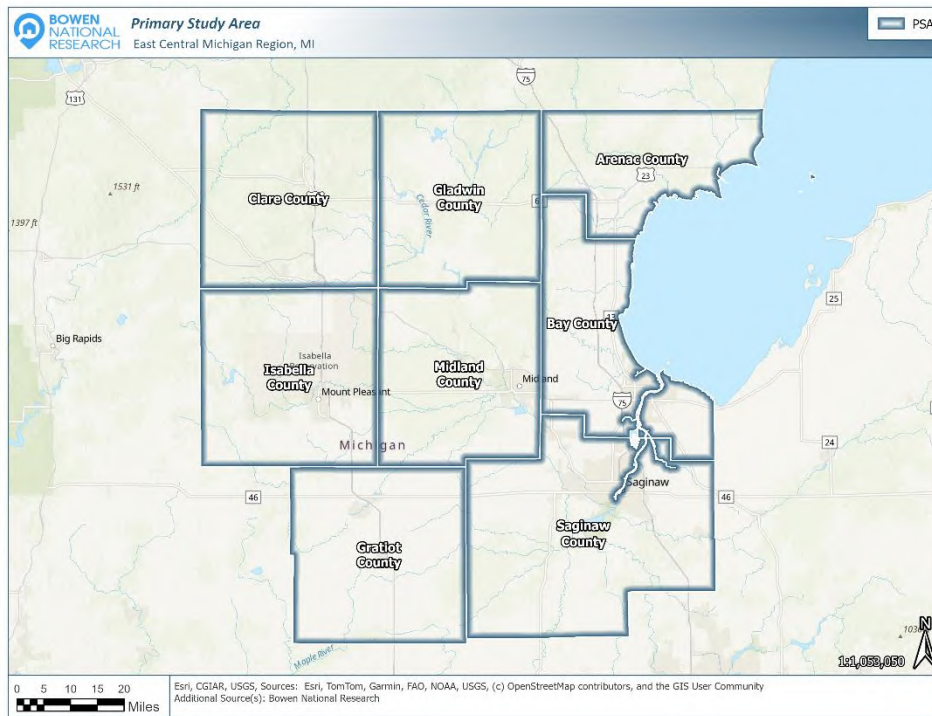 BOWEN
NATIONAL
RESEARCH
Primary Study Area
East Central Michigan Region, MI
PSA
75
131
Arenac County
23
1531 ft
Clare County
Gladwin
County
Cedar River
1397 ft
25
Bay County
13
Big Rapids
Isabella
Isabella
County
Midland
County
Midland
Mount Pleasant
75
Michigan
24
46
Saginaw
46
Saginaw
County
Gratiot
County
Maple River
N
1:1,053,050
0 5 10 15 20
Miles
Esri, CGIAR, USGS, Sources: Esri, TomTom, Garmin, FAO, NOAA, USGS, (c) OpenStreetMap contributors, and the GIS User Community
Additional Source(s): Bowen National Research